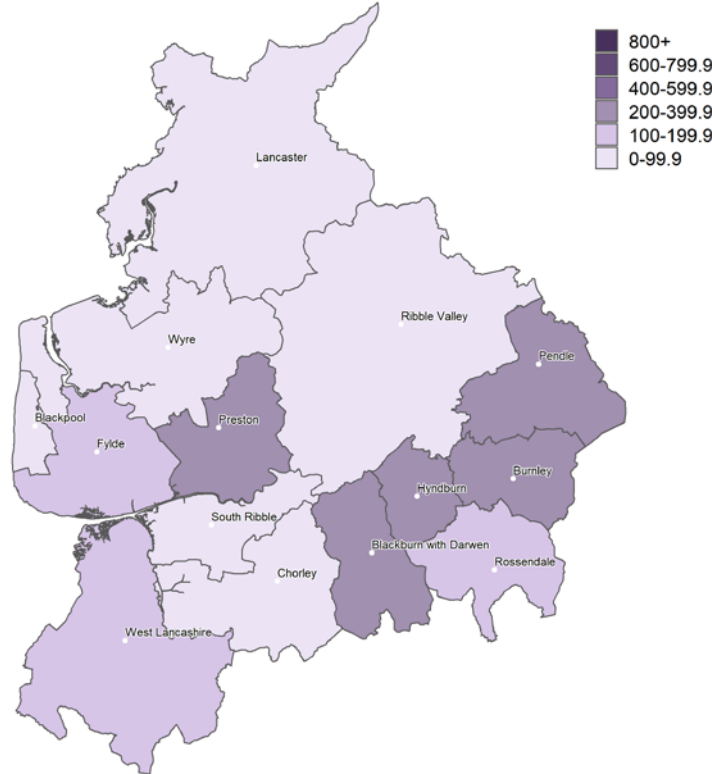 800+
600-799.9
400-599.9
200-399.9
100-199.9
0-99.9
Lancaster
Ribble Valley
Wyre
Pendle
Blackpool
Preston
Fylde
Burnley
Hyndburn
South Ribble
Blackburn with Darwen
Rossendale
Chorley
West Lancashire